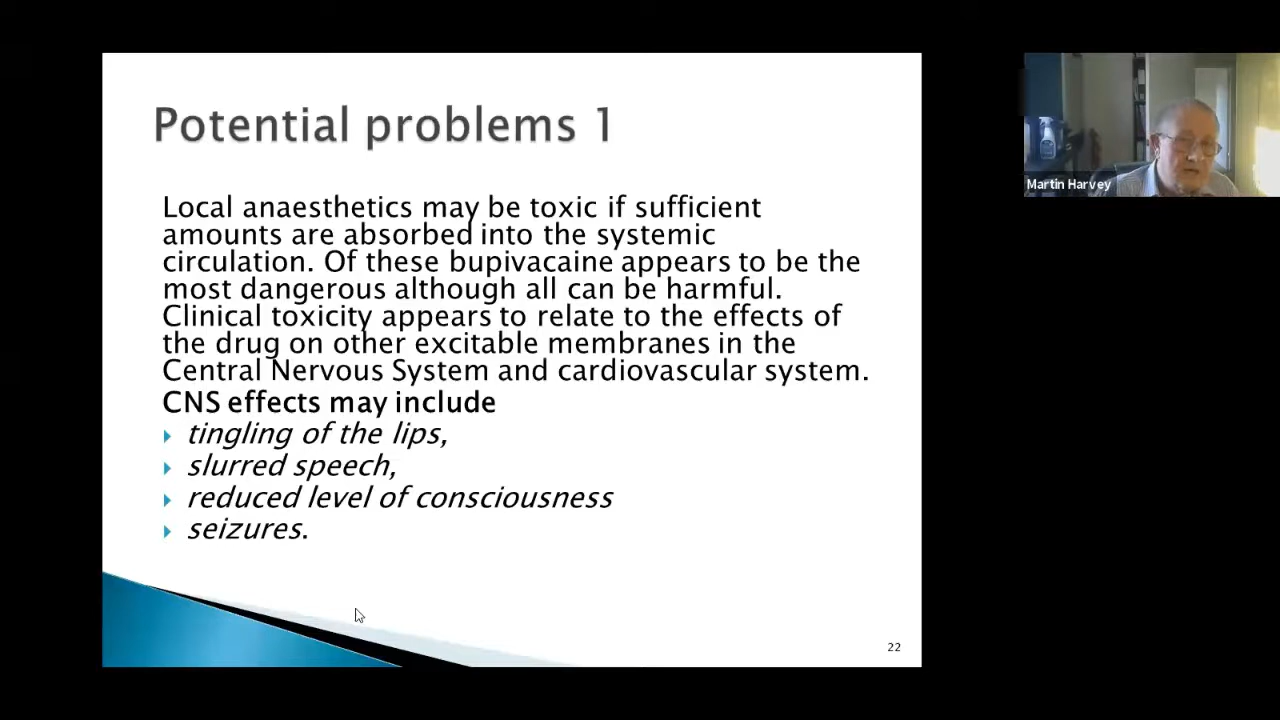 Potential problems 1
Local anaesthetics may be toxic if sufficient
amounts are absorbed into the systemic
circulation. Of these bupivacaine appears to be the
most dangerous although all can be harmful.
Clinical toxicity appears to relate to the effects of
the drug on other excitable membranes in the
Central Nervous System and cardiovascular system.
CNS effects may include
tingling of the lips,
slurred speech,
reduced level of consciousness
seizures.
22
Martin Harvey